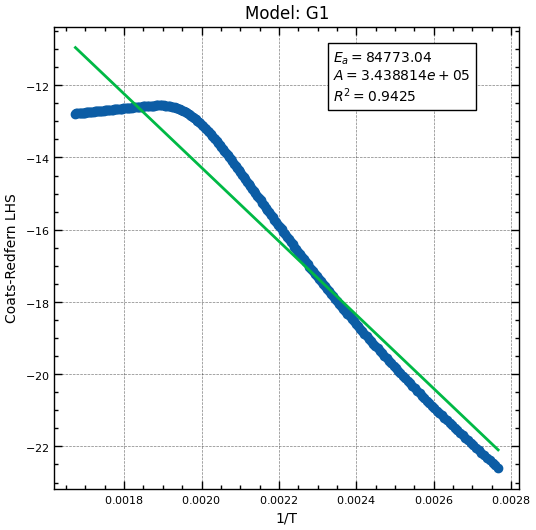 Model: G1
E_a = 84773.04
A = 3.438814e + 05
R^2 = 0.9425
Coats-Redfern LHS
−12
−14
−16
−18
−20
−22
0.0018 0.0020 0.0022 0.0024 0.0026 0.0028
1/T